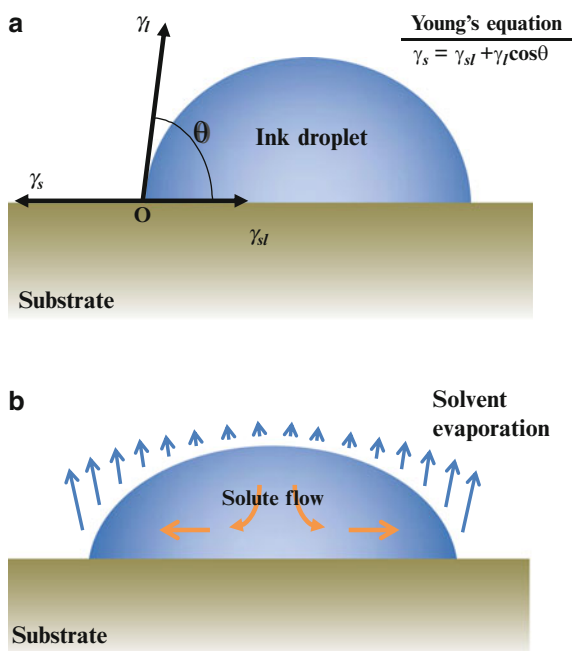 a
γl
Young's equation
γs = γsl +γlcosθ
θ
Ink droplet
γs
O
γsl
Substrate
b
Solvent
evaporation
Solute flow
Substrate